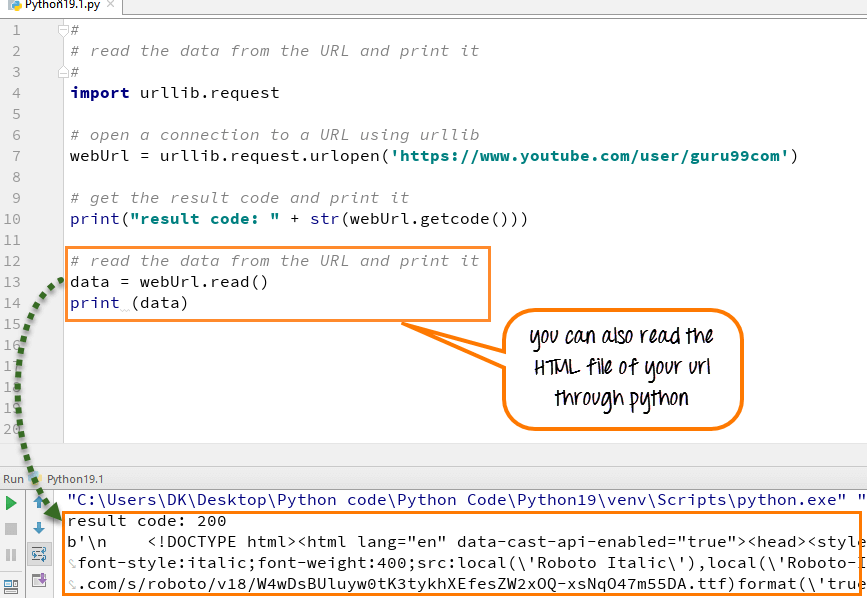 Python19.1.py
1 #
2 # read the data from the URL and print it
3 #
4 import urllib.request
5
6 # open a connection to a URL using urllib
7 webUrl = urllib.request.urlopen('https://www.youtube.com/user/guru99com')
8
9 # get the result code and print it
10 print("result code: " + str(webUrl.getcode()))
11
12 # read the data from the URL and print it
13 data = webUrl.read()
14 print (data)
15
16
17
18
19
20
you can also read the
HTML file of your url
through python
Run Python19.1
"C:\Users\DK\Desktop\Python code\Python Code\Python19\venv\Scripts\python.exe" "
result code: 200
b'\n    <!DOCTYPE html><html lang="en" data-cast-api-enabled="true"><head><style
font-style:italic;font-weight:400;src:local(\'Roboto Italic\'),local(\'Roboto-I
.com/s/roboto/v18/W4wDsBUluyw0tK3tykhXEfesZW2xOQ-xsNqO47m55DA.ttf)format(\'true